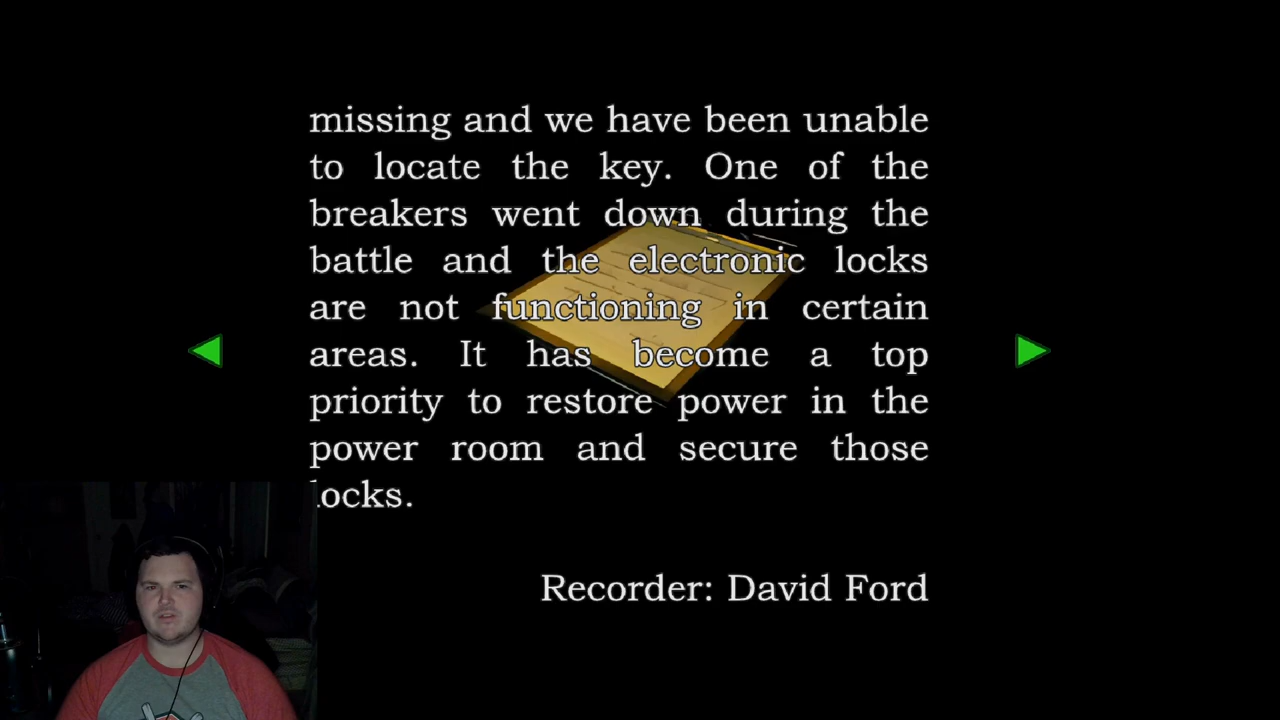 missing and we have been unable
to locate the key. One of the
breakers went down during the
battle and the electronic locks
are not functioning in certain
areas. It has become a top
priority to restore power in the
power room and secure those
locks.
Recorder: David Ford